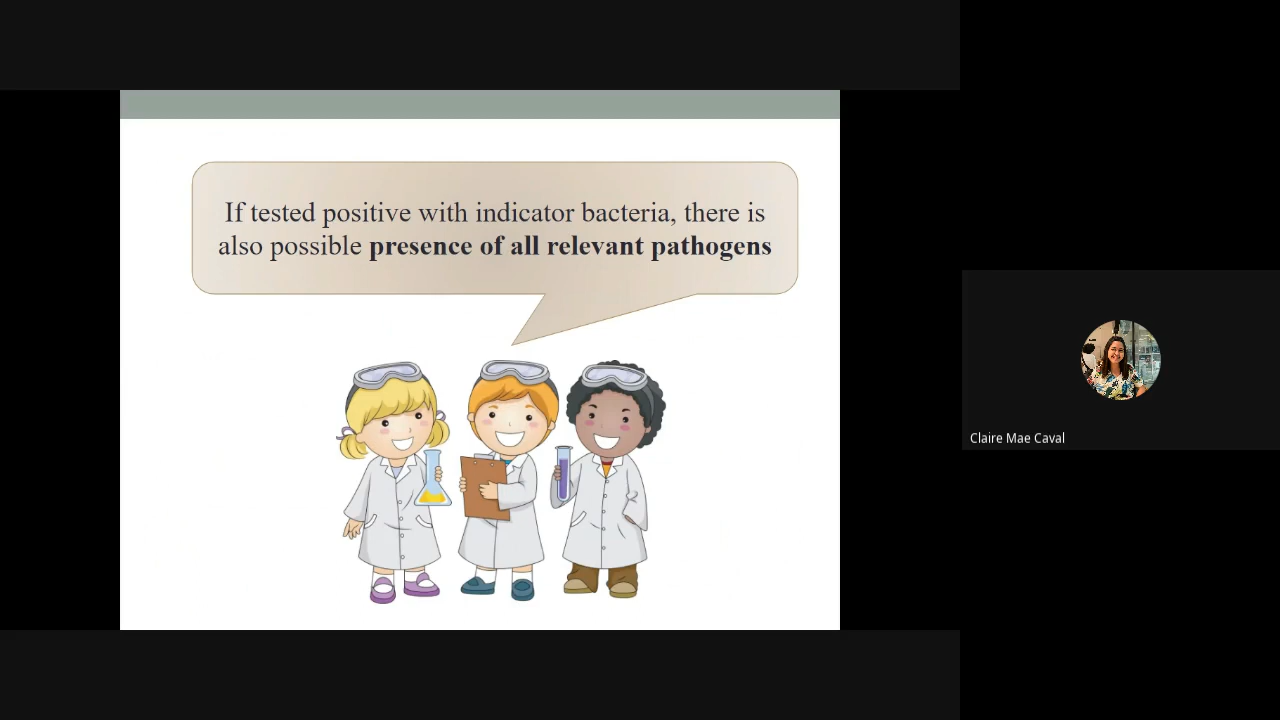 If tested positive with indicator bacteria, there is
also possible presence of all relevant pathogens
Claire Mae Caval